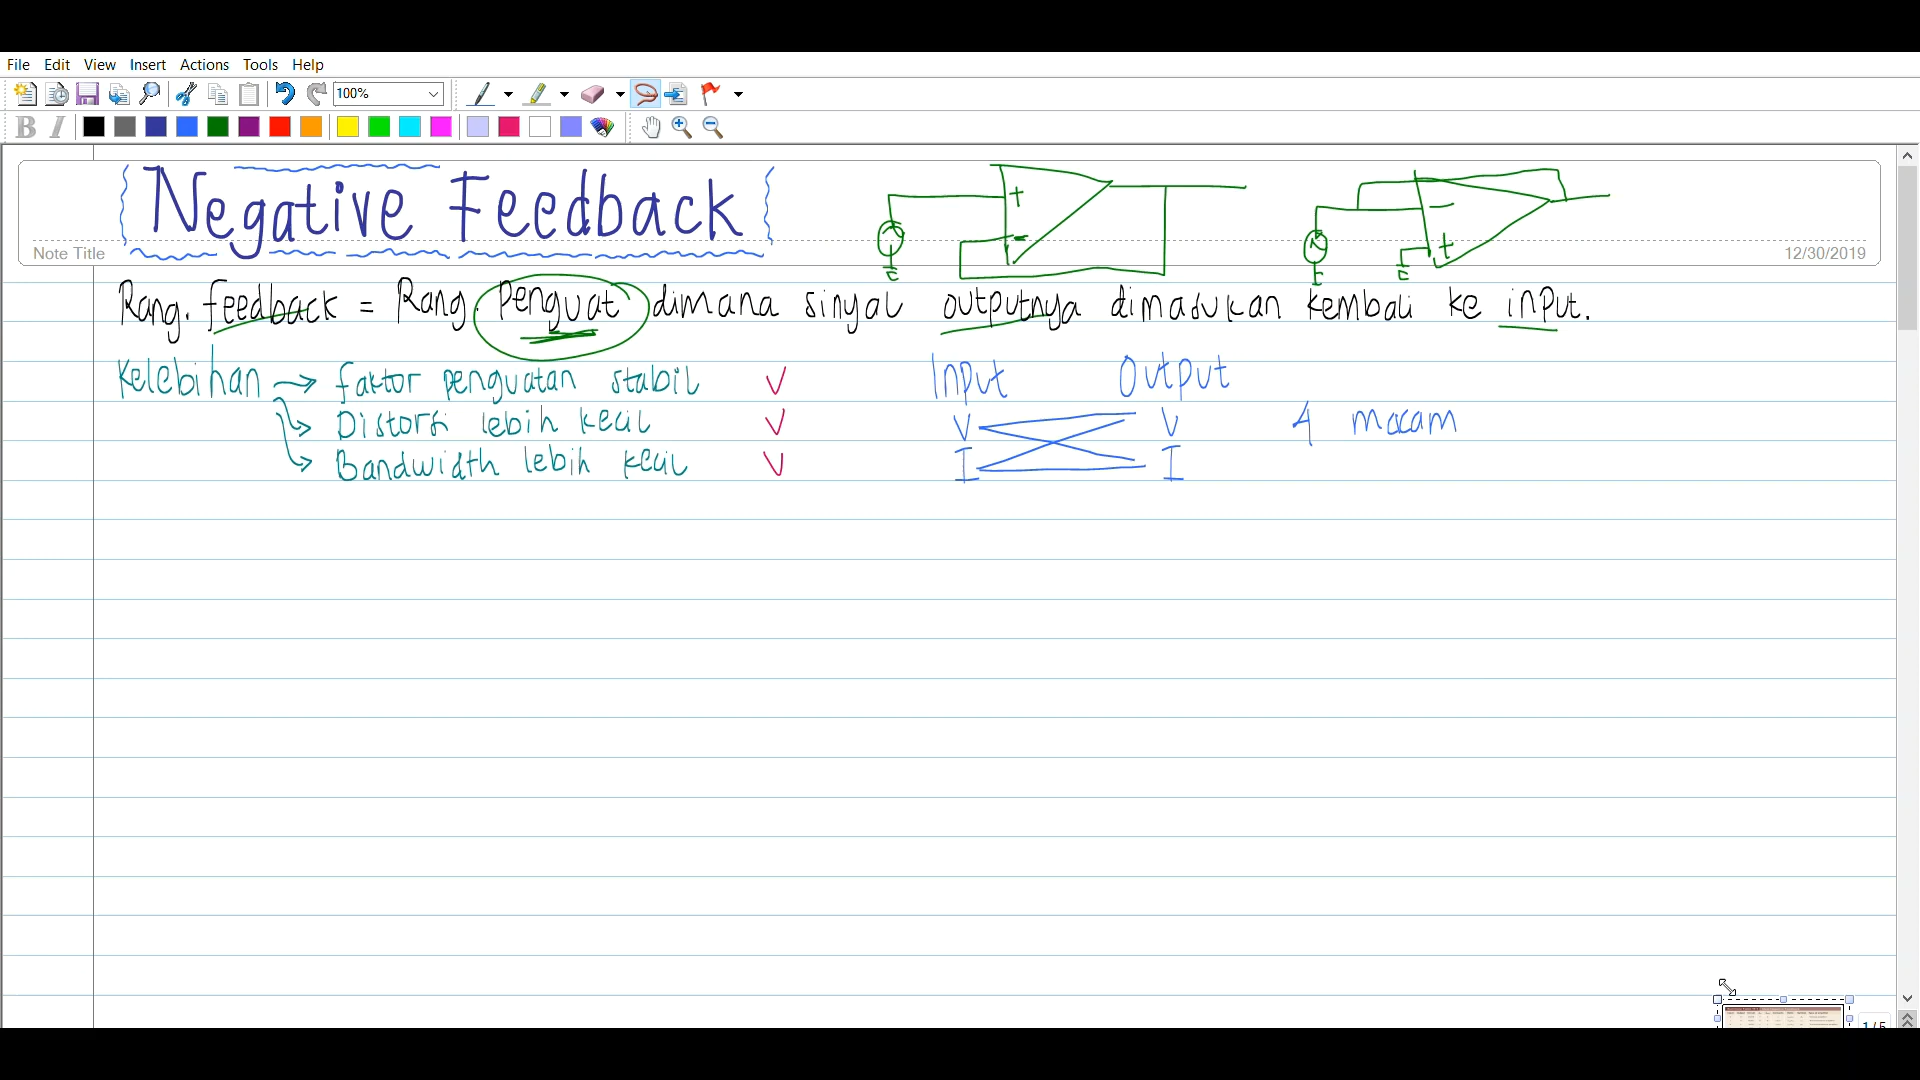 File Edit View Insert Actions Tools Help
100%
B I
Negative Feedback
Note Title
12/30/2019
+
-
-
+
Rang. feedback = Rang. penguat dimana sinyal outputnya dimasukan kembali ke input.
Kelebihan → faktor penguatan stabil V
Distorsi lebih kecil V
Bandwidth lebih kecil V
Input Output
V V 4 macam
I I
1 / 5